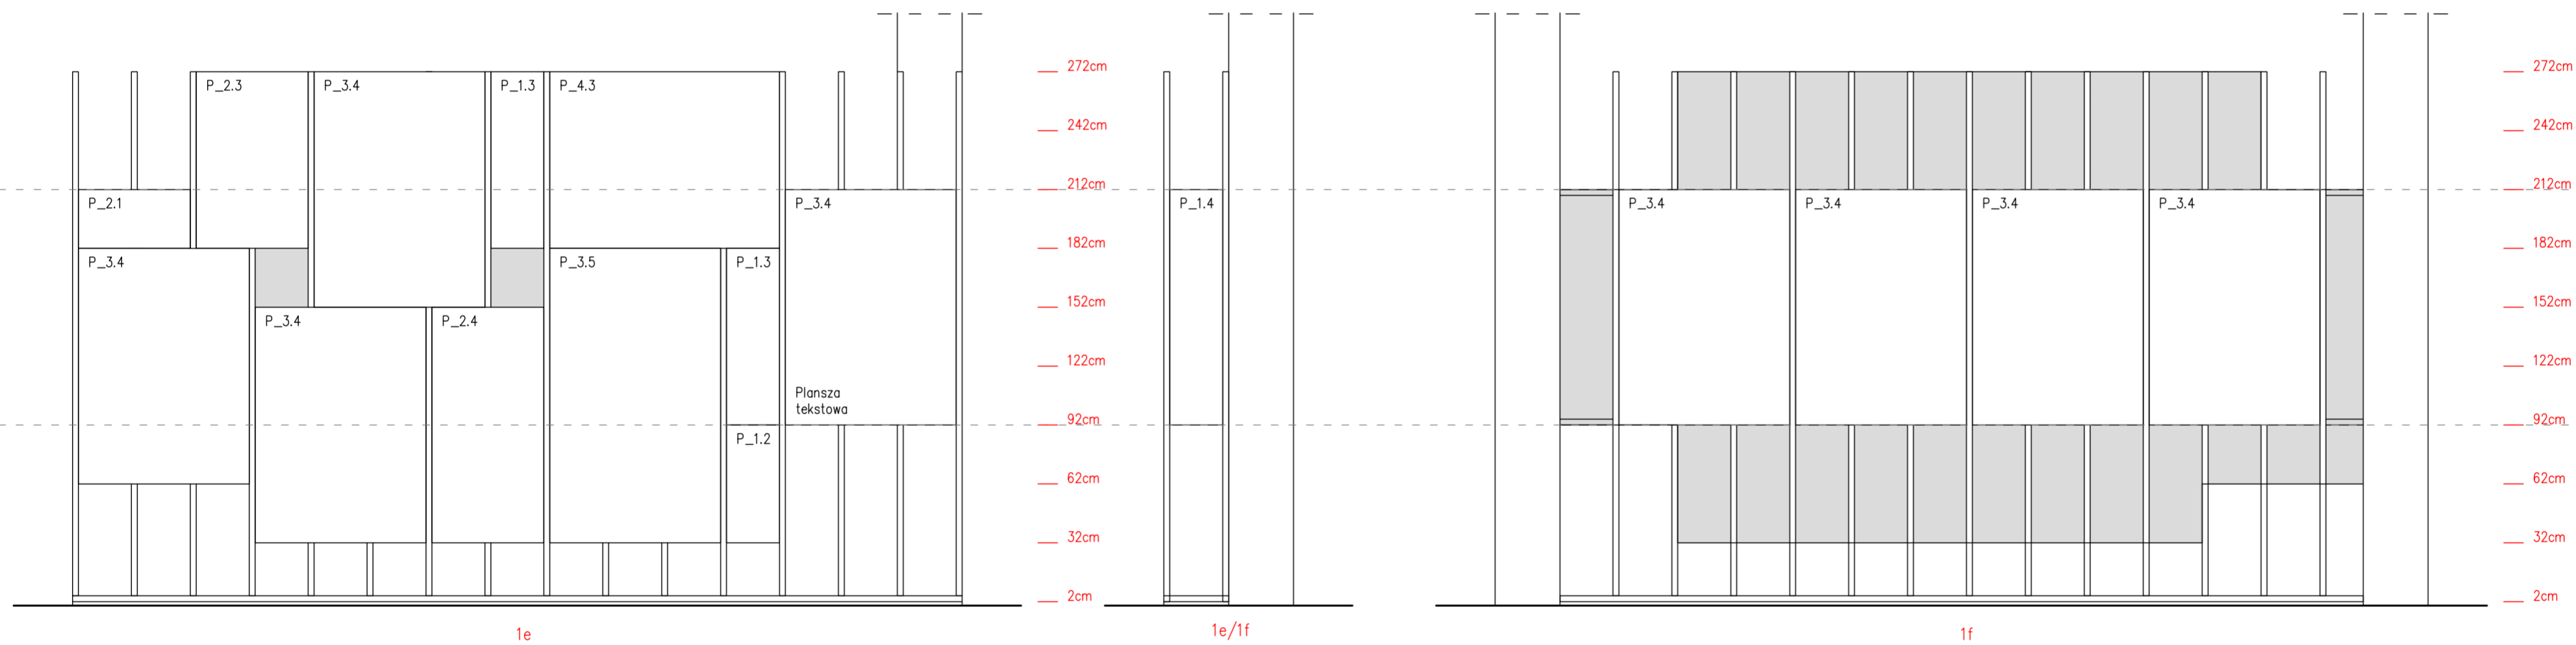 P_2.3
P_3.4
P_1.3
P_4.3
P_2.1
P_3.4
P_3.4
P_3.5
P_1.3
P_3.4
P_2.4
Plansza
tekstowa
P_1.2
1e
272cm
242cm
212cm
182cm
152cm
122cm
92cm
62cm
32cm
2cm
P_1.4
1e/1f
P_3.4
P_3.4
P_3.4
P_3.4
1f
272cm
242cm
212cm
182cm
152cm
122cm
92cm
62cm
32cm
2cm